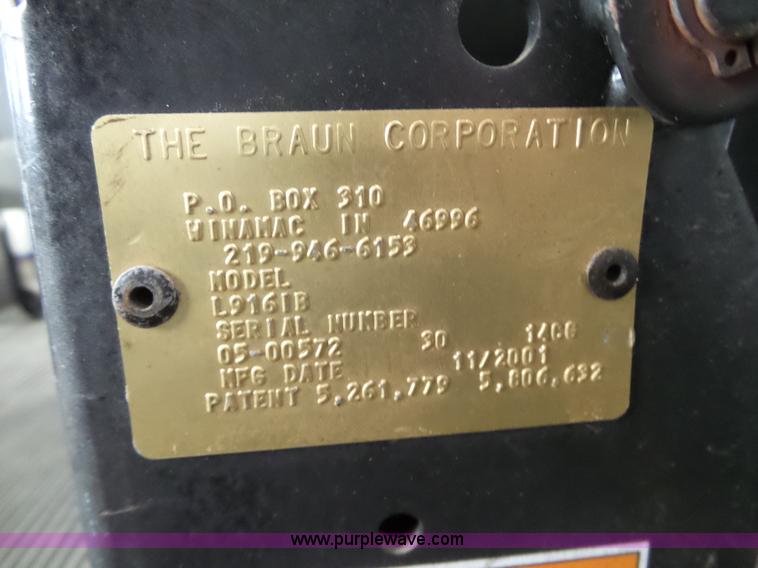 THE BRAUN CORPORATION
P.O. BOX 310
WINAMAC IN 46996
219-946-6153
MODEL
L916IB
SERIAL NUMBER
05-00572 30
MFG DATE 11/2001
PATENT 5,261,779 5,806,632
www.purplewave.com